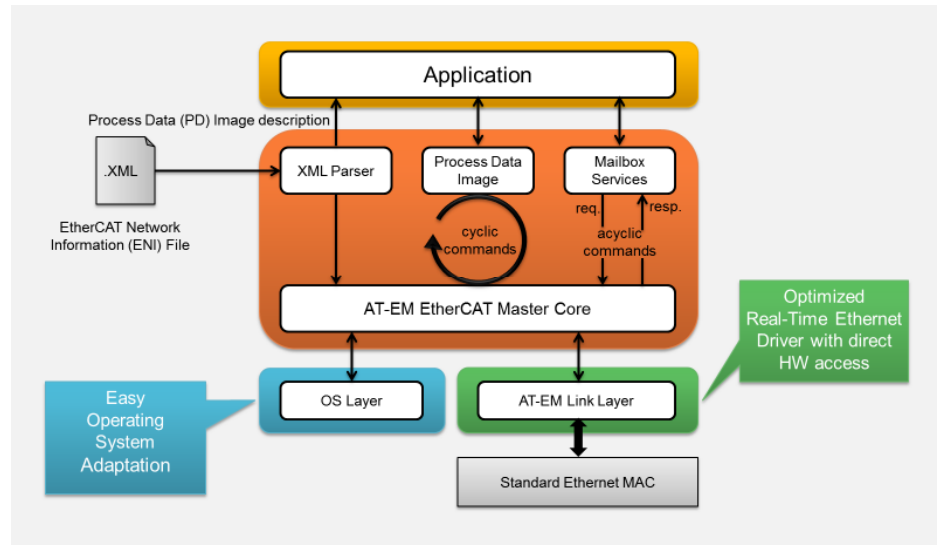 Application
Process Data (PD) Image description
.XML
XML Parser
Process Data
Image
Mailbox
Services
req.
resp.
cyclic
commands
acyclic
commands
EtherCAT Network
Information (ENI) File
AT-EM EtherCAT Master Core
Optimized
Real-Time Ethernet
Driver with direct
HW access
Easy
Operating
System
Adaptation
OS Layer
AT-EM Link Layer
Standard Ethernet MAC